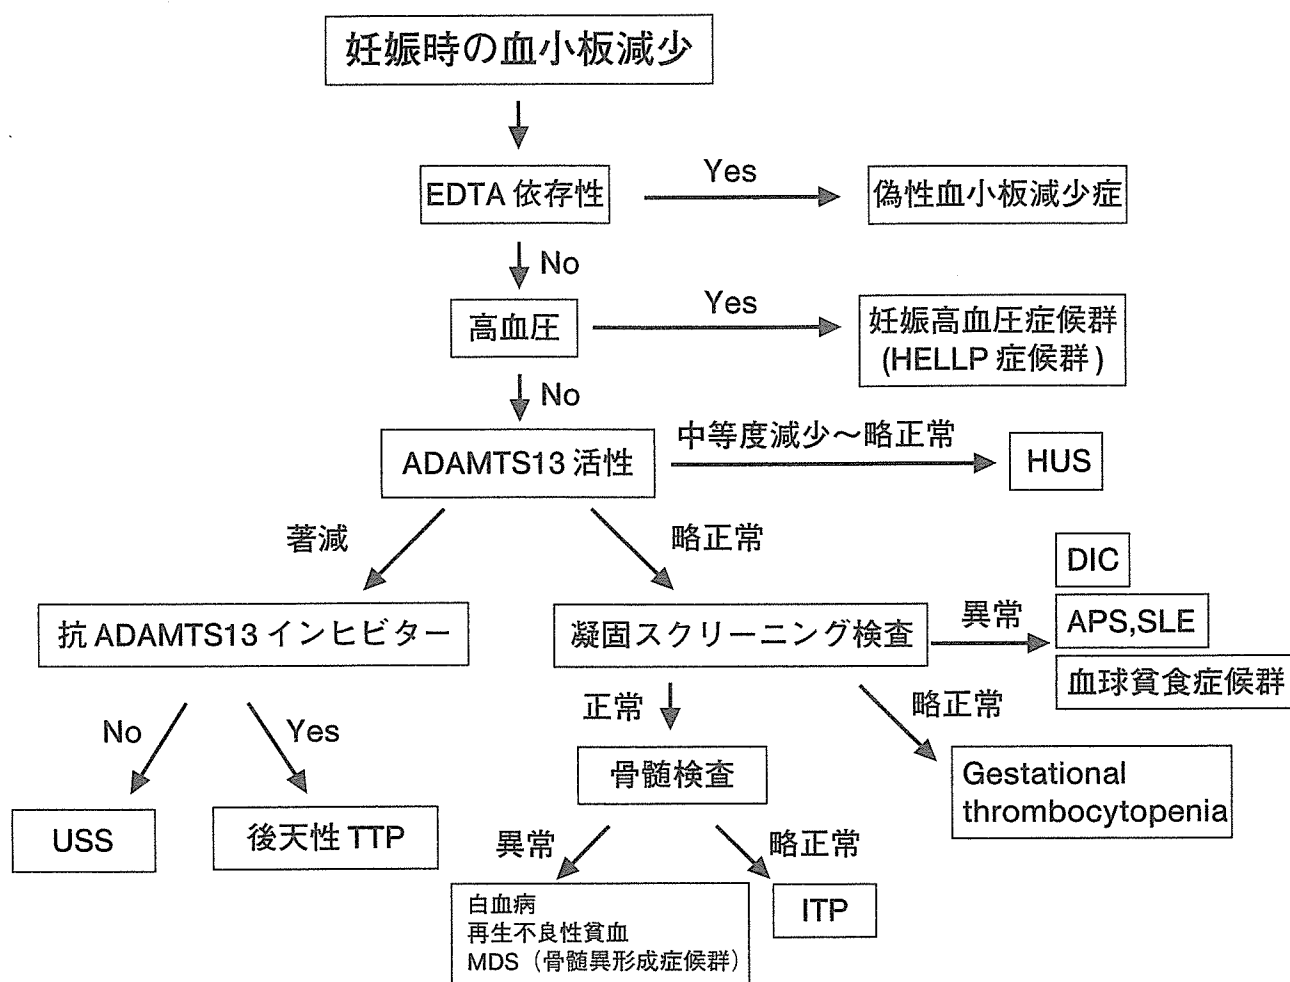 妊娠時の血小板減少
EDTA 依存性
Yes
偽性血小板減少症
No
高血圧
Yes
妊娠高血圧症候群
(HELLP 症候群)
No
ADAMTS13 活性
中等度減少～略正常
HUS
著減
略正常
抗 ADAMTS13 インヒビター
凝固スクリーニング検査
異常
DIC
APS,SLE
血球貧食症候群
No
Yes
正常
略正常
USS
後天性 TTP
骨髄検査
Gestational
thrombocytopenia
異常
略正常
白血病
再生不良性貧血
MDS（骨髄異形成症候群）
ITP